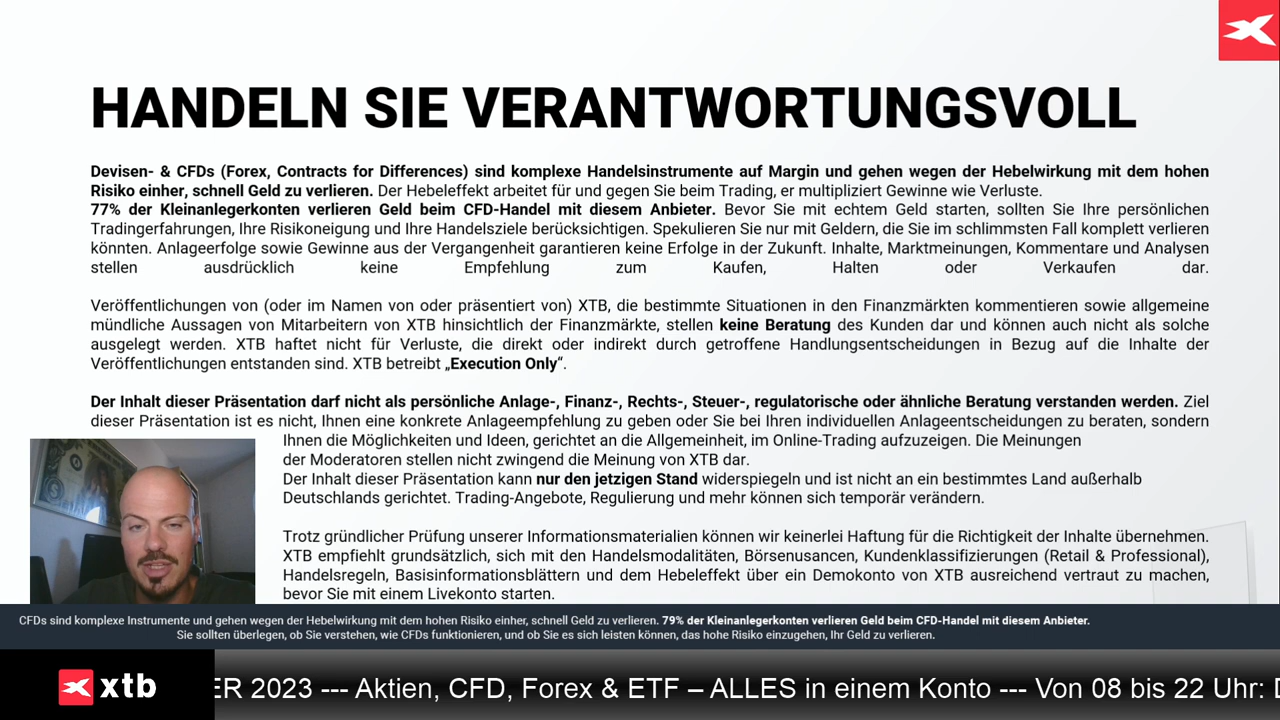 HANDELN SIE VERANTWORTUNGSVOLL
Devisen- & CFDs (Forex, Contracts for Differences) sind komplexe Handelsinstrumente auf Margin und gehen wegen der Hebelwirkung mit dem hohen
Risiko einher, schnell Geld zu verlieren. Der Hebeleffekt arbeitet für und gegen Sie beim Trading, er multipliziert Gewinne wie Verluste.
77% der Kleinanlegerkonten verlieren Geld beim CFD-Handel mit diesem Anbieter. Bevor Sie mit echtem Geld starten, sollten Sie Ihre persönlichen
Tradingerfahrungen, Ihre Risikoneigung und Ihre Handelsziele berücksichtigen. Spekulieren Sie nur mit Geldern, die Sie im schlimmsten Fall komplett verlieren
könnten. Anlageerfolge sowie Gewinne aus der Vergangenheit garantieren keine Erfolge in der Zukunft. Inhalte, Marktmeinungen, Kommentare und Analysen
stellen ausdrücklich keine Empfehlung zum Kaufen, Halten oder Verkaufen dar.
Veröffentlichungen von (oder im Namen von oder präsentiert von) XTB, die bestimmte Situationen in den Finanzmärkten kommentieren sowie allgemeine
mündliche Aussagen von Mitarbeitern von XTB hinsichtlich der Finanzmärkte, stellen keine Beratung des Kunden dar und können auch nicht als solche
ausgelegt werden. XTB haftet nicht für Verluste, die direkt oder indirekt durch getroffene Handlungsentscheidungen in Bezug auf die Inhalte der
Veröffentlichungen entstanden sind. XTB betreibt „Execution Only“.
Der Inhalt dieser Präsentation darf nicht als persönliche Anlage-, Finanz-, Rechts-, Steuer-, regulatorische oder ähnliche Beratung verstanden werden. Ziel
dieser Präsentation ist es nicht, Ihnen eine konkrete Anlageempfehlung zu geben oder Sie bei Ihren individuellen Anlageentscheidungen zu beraten, sondern
Ihnen die Möglichkeiten und Ideen, gerichtet an die Allgemeinheit, im Online-Trading aufzuzeigen. Die Meinungen
der Moderatoren stellen nicht zwingend die Meinung von XTB dar.
Der Inhalt dieser Präsentation kann nur den jetzigen Stand widerspiegeln und ist nicht an ein bestimmtes Land außerhalb
Deutschlands gerichtet. Trading-Angebote, Regulierung und mehr können sich temporär verändern.
Trotz gründlicher Prüfung unserer Informationsmaterialien können wir keinerlei Haftung für die Richtigkeit der Inhalte übernehmen.
XTB empfiehlt grundsätzlich, sich mit den Handelsmodalitäten, Börsenusancen, Kundenklassifizierungen (Retail & Professional),
Handelsregeln, Basisinformationsblättern und dem Hebeleffekt über ein Demokonto von XTB ausreichend vertraut zu machen,
bevor Sie mit einem Livekonto starten.
CFDs sind komplexe Instrumente und gehen wegen der Hebelwirkung mit dem hohen Risiko einher, schnell Geld zu verlieren. 79% der Kleinanlegerkonten verlieren Geld beim CFD-Handel mit diesem Anbieter.
Sie sollten überlegen, ob Sie verstehen, wie CFDs funktionieren, und ob Sie es sich leisten können, das hohe Risiko einzugehen, Ihr Geld zu verlieren.
xtb
ER 2023 --- Aktien, CFD, Forex & ETF – ALLES in einem Konto --- Von 08 bis 22 Uhr: